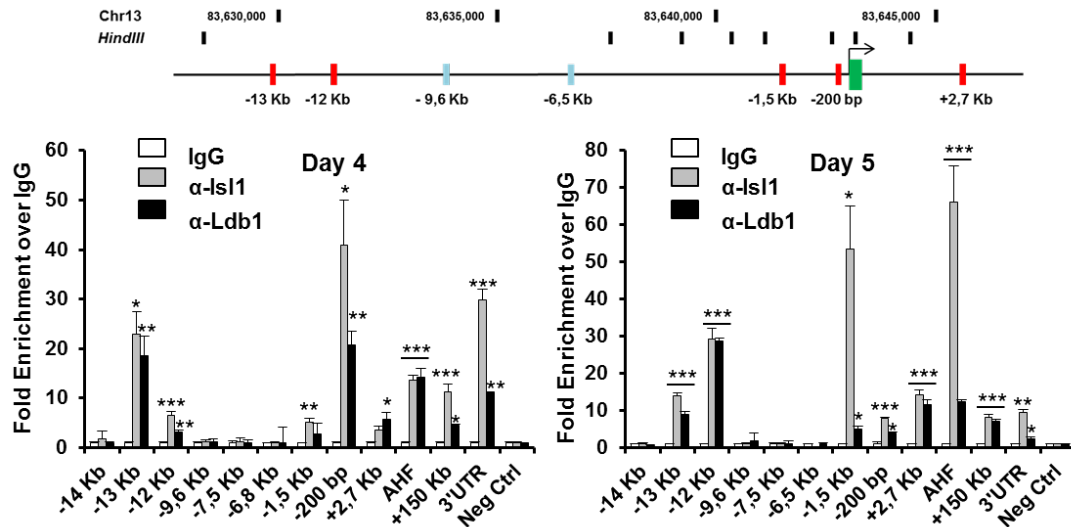 Chr13 83,630,000 83,635,000 83,640,000 83,645,000
HindIII
-13 Kb -12 Kb - 9,6 Kb -6,5 Kb -1,5 Kb -200 bp +2,7 Kb
Day 4
IgG
α-Isl1
α-Ldb1
Fold Enrichment over IgG
60
50
40
30
20
10
0
* ** *** ** ** * ** * *** *** * *** **
-14 Kb -13 Kb -12 Kb -9,6 Kb -7,5 Kb -6,8 Kb -1,5 Kb -200 bp +2,7 Kb AHF +150 Kb 3'UTR Neg Ctrl
Day 5
IgG
α-Isl1
α-Ldb1
Fold Enrichment over IgG
80
70
60
50
40
30
20
10
0
*** *** * * *** * *** *** *** ** *
-14 Kb -13 Kb -12 Kb -9,6 Kb -7,5 Kb -6,5 Kb -1,5 Kb -200 bp +2,7 Kb AHF +150 Kb 3'UTR Neg Ctrl